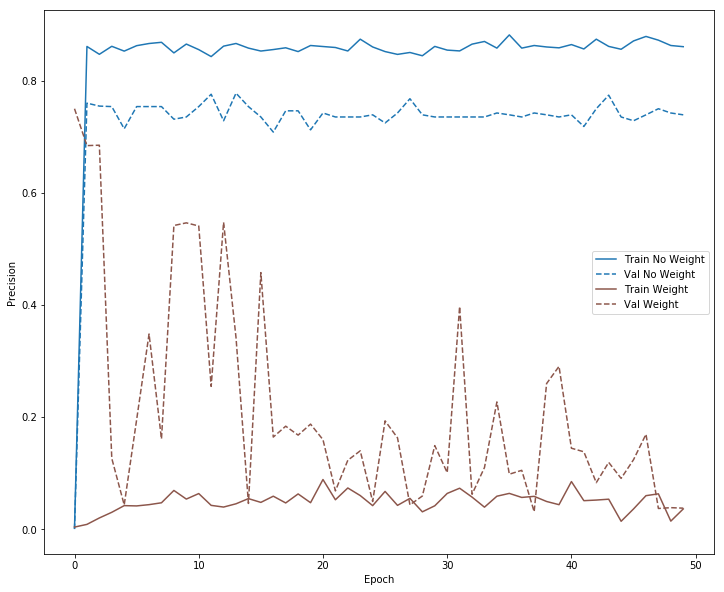 0.8
0.6
0.4
0.2
0.0
Precision
0
10
20
30
40
50
Epoch
Train No Weight
Val No Weight
Train Weight
Val Weight